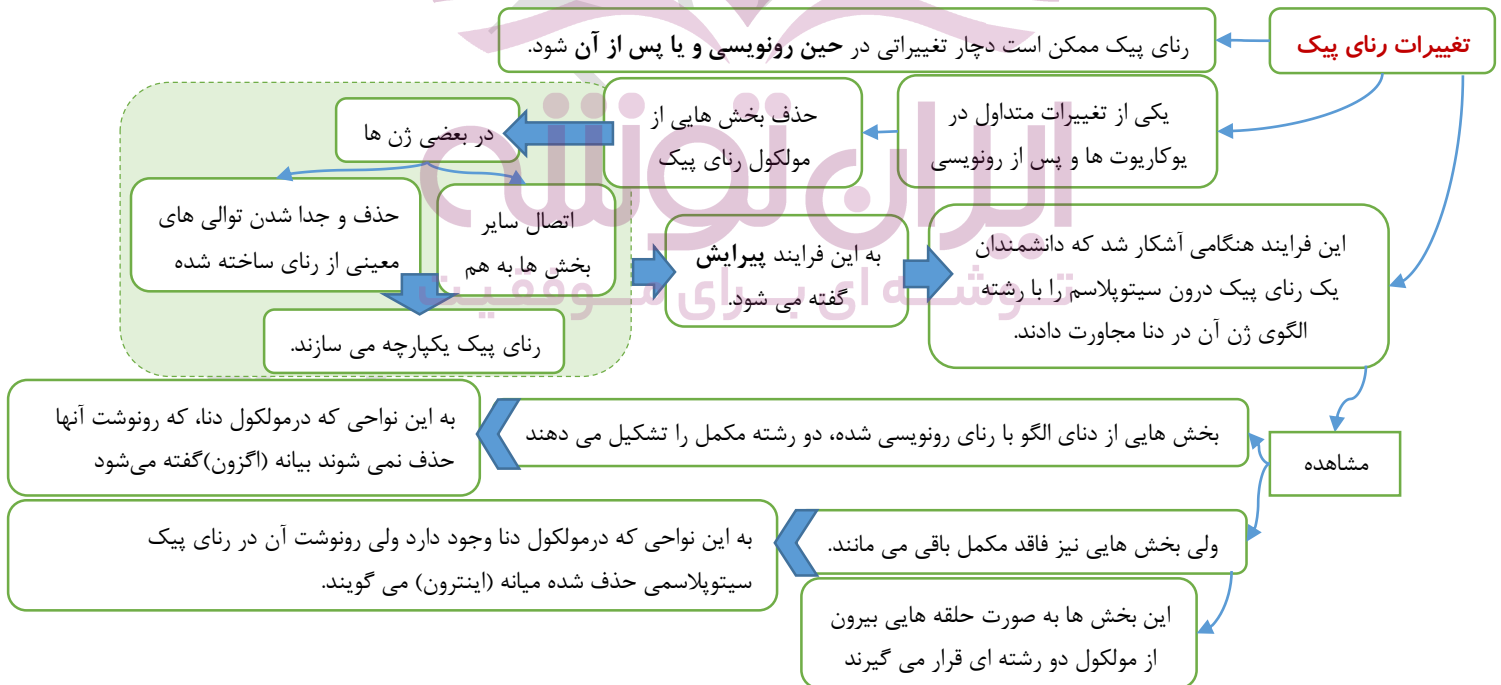 تغییرات رنای پیک
رنای پیک ممکن است دچار تغییراتی در حین رونویسی و یا پس از آن شود.
یکی از تغییرات متداول در
یوکاریوت ها و پس از رونویسی
حذف بخش هایی از
مولکول رنای پیک
در بعضی ژن ها
حذف و جدا شدن توالی های
معینی از رنای ساخته شده
اتصال سایر
بخش ها به هم
رنای پیک یکپارچه می سازند.
به این فرایند پیرایش
گفته می شود.
این فرایند هنگامی آشکار شد که دانشمندان
یک رنای پیک درون سیتوپلاسم را با رشته
الگوی ژن آن در دنا مجاورت دادند.
مشاهده
بخش هایی از دنای الگو با رنای رونویسی شده، دو رشته مکمل را تشکیل می دهند
به این نواحی که درمولکول دنا، که رونوشت آنها
حذف نمی شوند بیانه (اگزون)گفته می‌شود
ولی بخش هایی نیز فاقد مکمل باقی می مانند.
به این نواحی که درمولکول دنا وجود دارد ولی رونوشت آن در رنای پیک
سیتوپلاسمی حذف شده میانه (اینترون) می گویند.
این بخش ها به صورت حلقه هایی بیرون
از مولکول دو رشته ای قرار می گیرند
ایران توشه
توشه ای برای موفقیت